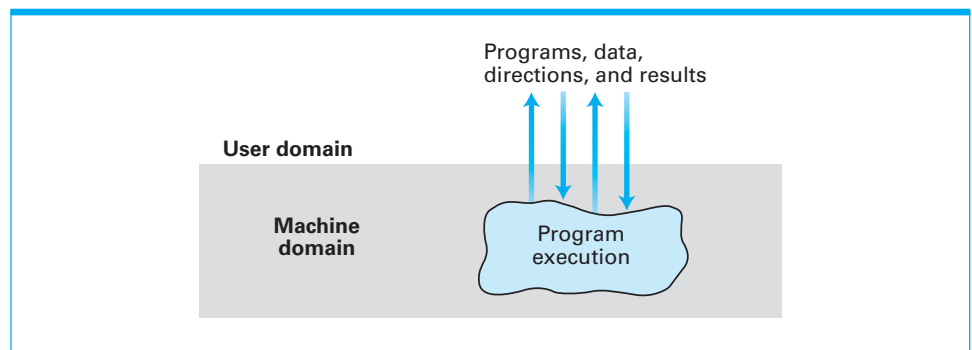 Programs, data,
directions, and results
User domain
Machine
domain
Program
execution